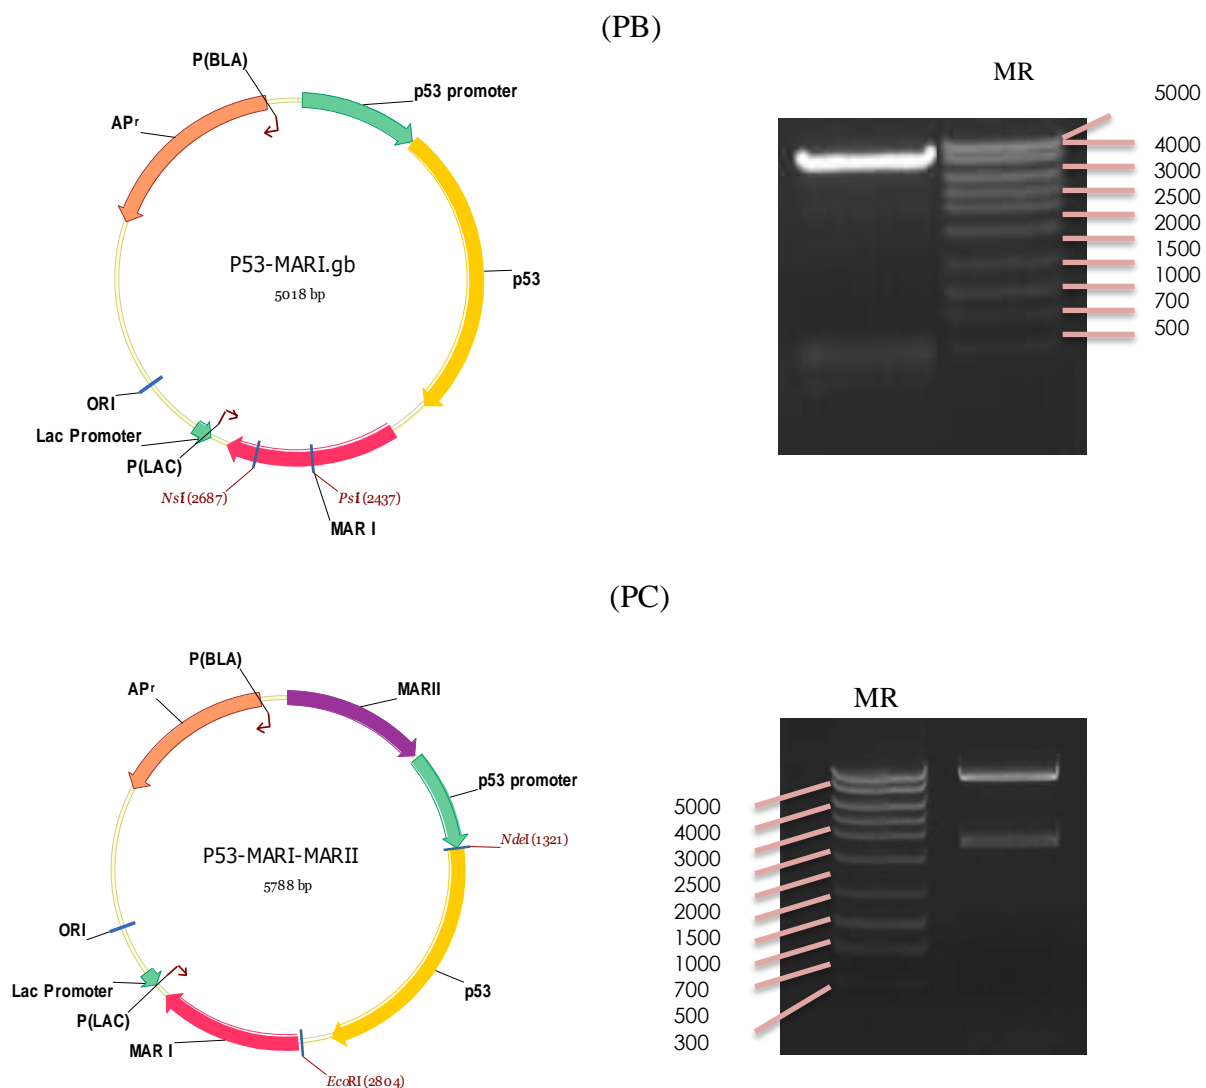 (PB)
P(BLA)
p53 promoter
APr
P53-MARI.gb
5018 bp
p53
ORI
Lac Promoter
P(LAC)
NsiI (2687)
PstI (2437)
MAR I
MR
5000
4000
3000
2500
2000
1500
1000
700
500
(PC)
P(BLA)
MARII
APr
p53 promoter
NdeI (1321)
P53-MARI-MARII
5788 bp
ORI
Lac Promoter
P(LAC)
p53
MAR I
EcoRI (2804)
MR
5000
4000
3000
2500
2000
1500
1000
700
500
300